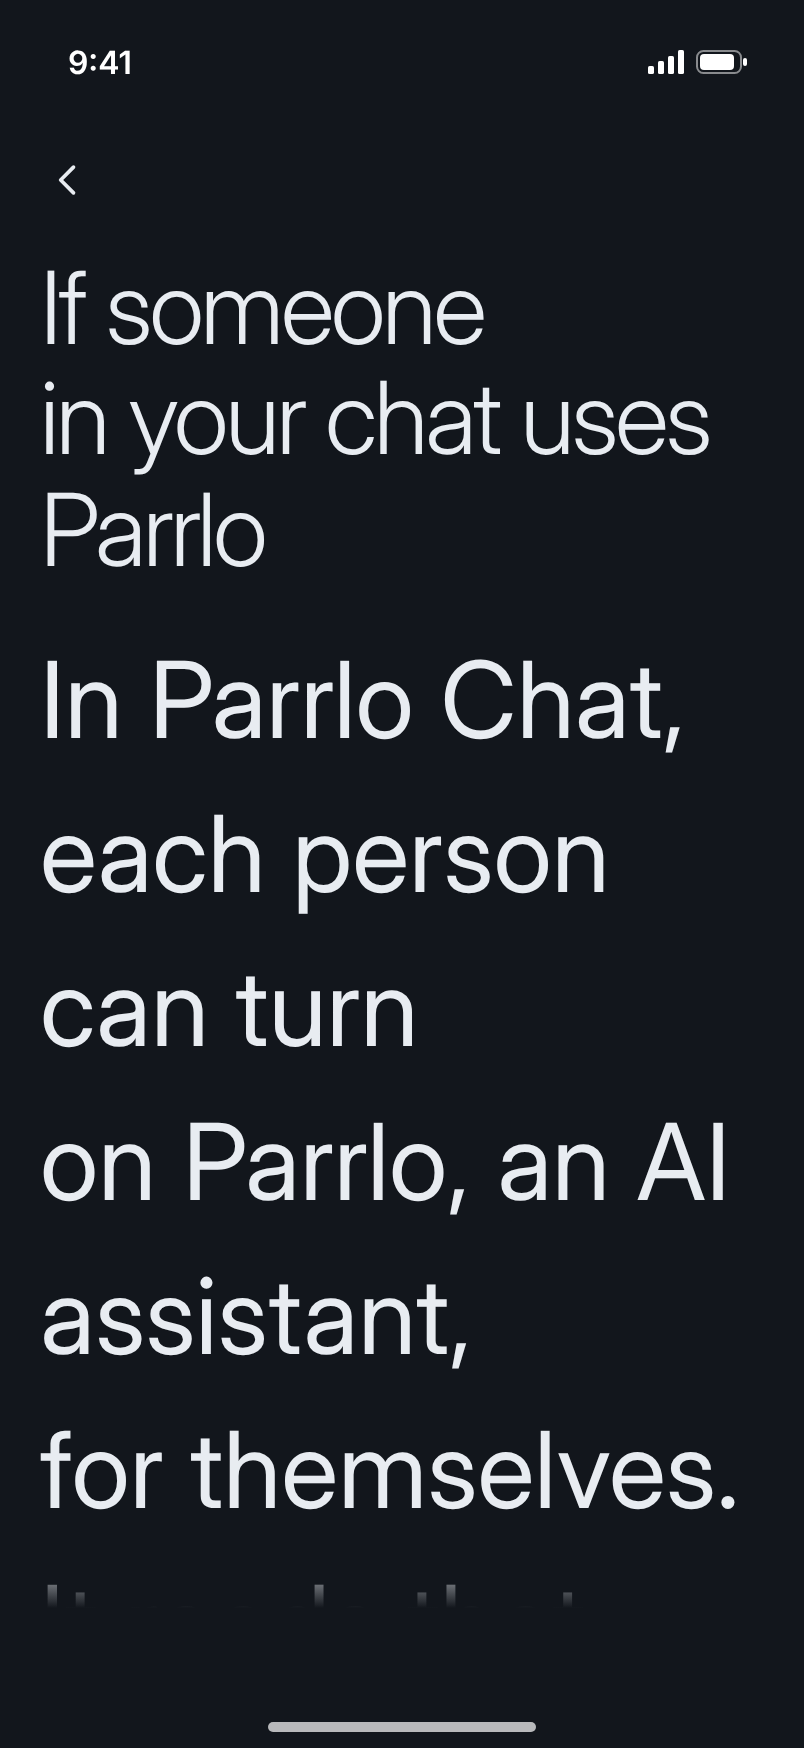 9:41
If someone
in your chat uses
Parrlo
In Parrlo Chat,
each person
can turn
on Parrlo, an AI
assistant,
for themselves.